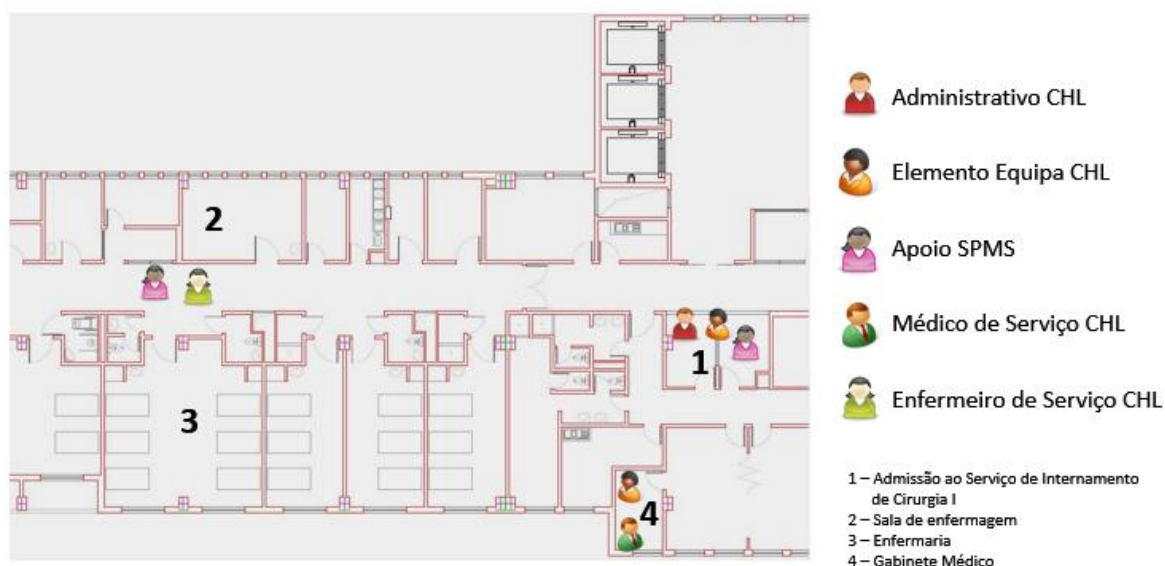 2
3
1
4
Administrativo CHL
Elemento Equipa CHL
Apoio SPMS
Médico de Serviço CHL
Enfermeiro de Serviço CHL
1 – Admissão ao Serviço de Internamento
de Cirurgia I
2 – Sala de enfermagem
3 – Enfermaria
4 – Gabinete Médico